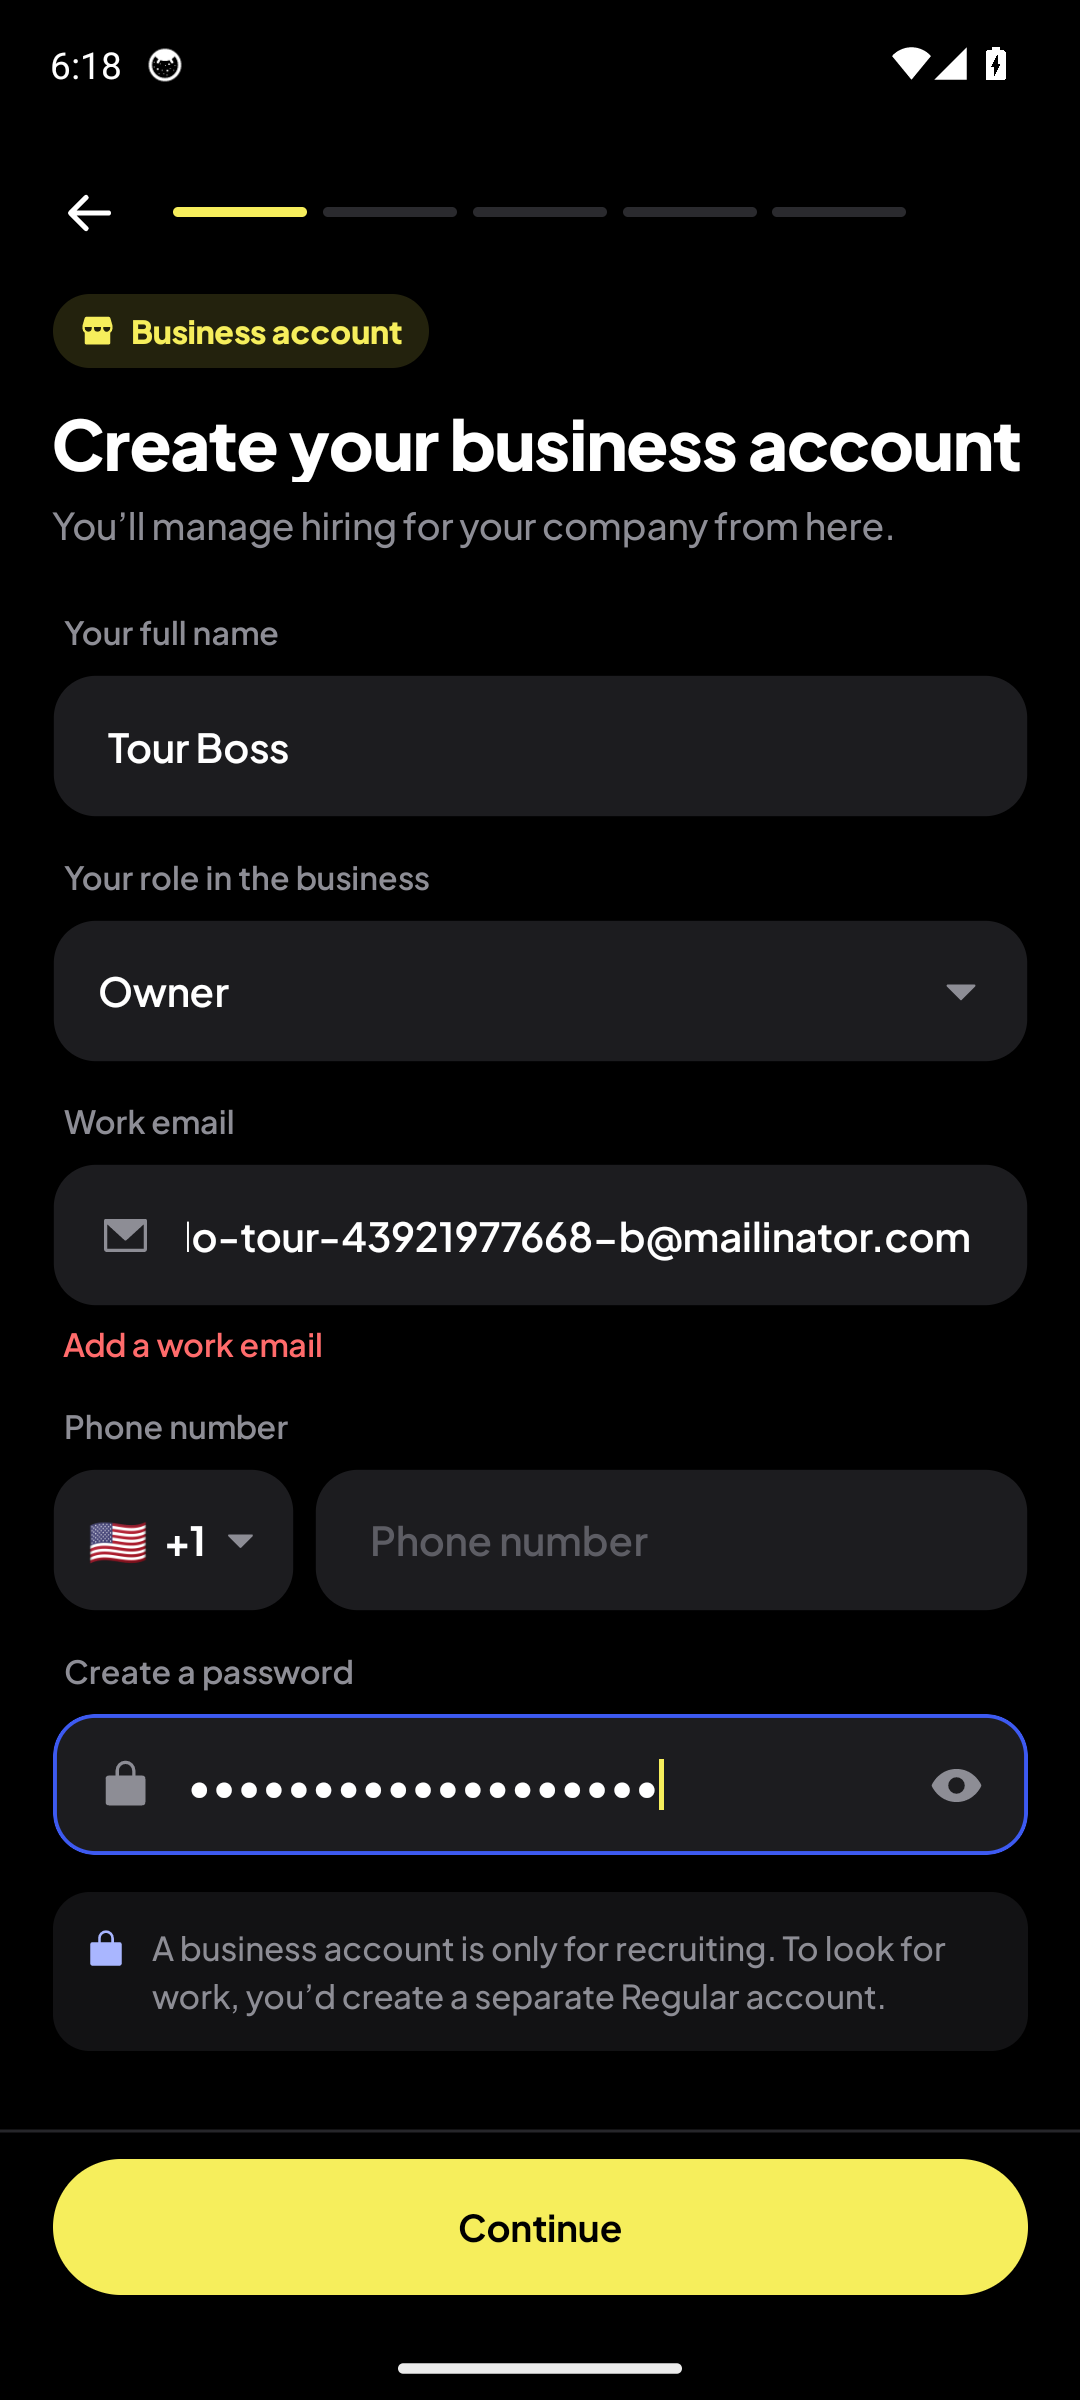 6:18
Business account
Create your business account
You’ll manage hiring for your company from here.
Your full name
Tour Boss
Your role in the business
Owner
Work email
o-tour-43921977668-b@mailinator.com
Add a work email
Phone number
+1
Phone number
Create a password
•••••••••••••••••••
A business account is only for recruiting. To look for
work, you’d create a separate Regular account.
Continue